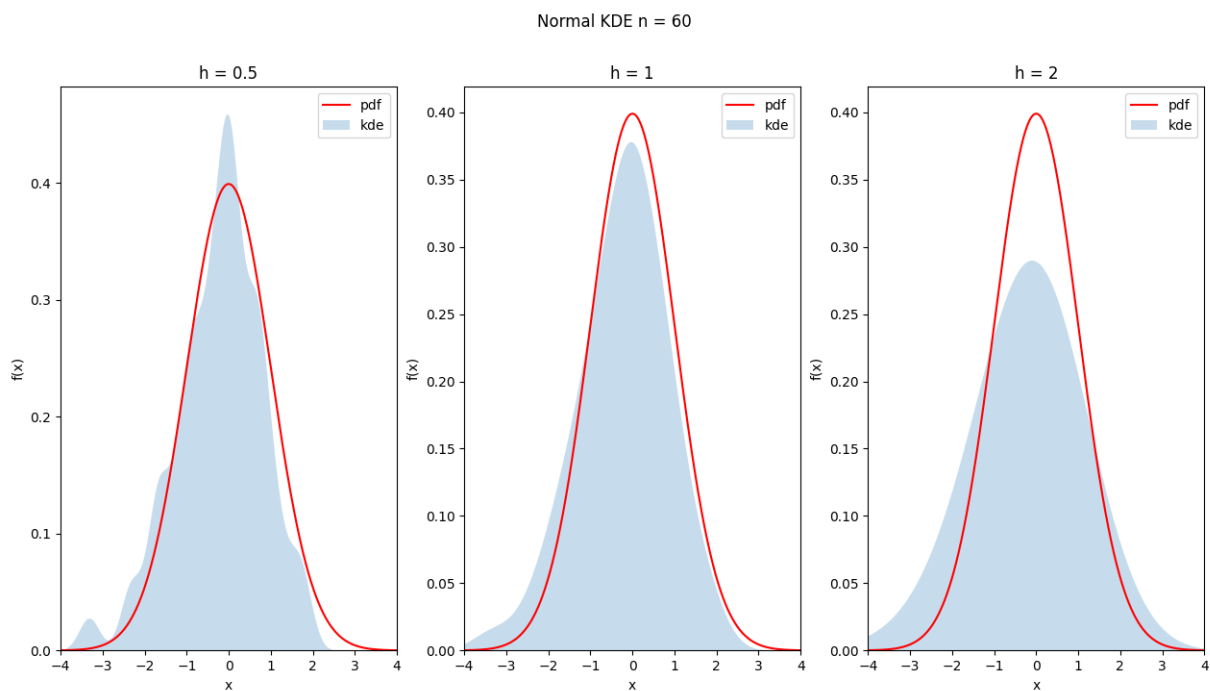 Normal KDE n = 60
h = 0.5
pdf
kde
f(x)
0.4
0.3
0.2
0.1
0.0
−4 −3 −2 −1 0 1 2 3 4
x
h = 1
pdf
kde
f(x)
0.40
0.35
0.30
0.25
0.20
0.15
0.10
0.05
0.00
−4 −3 −2 −1 0 1 2 3 4
x
h = 2
pdf
kde
f(x)
0.40
0.35
0.30
0.25
0.20
0.15
0.10
0.05
0.00
−4 −3 −2 −1 0 1 2 3 4
x